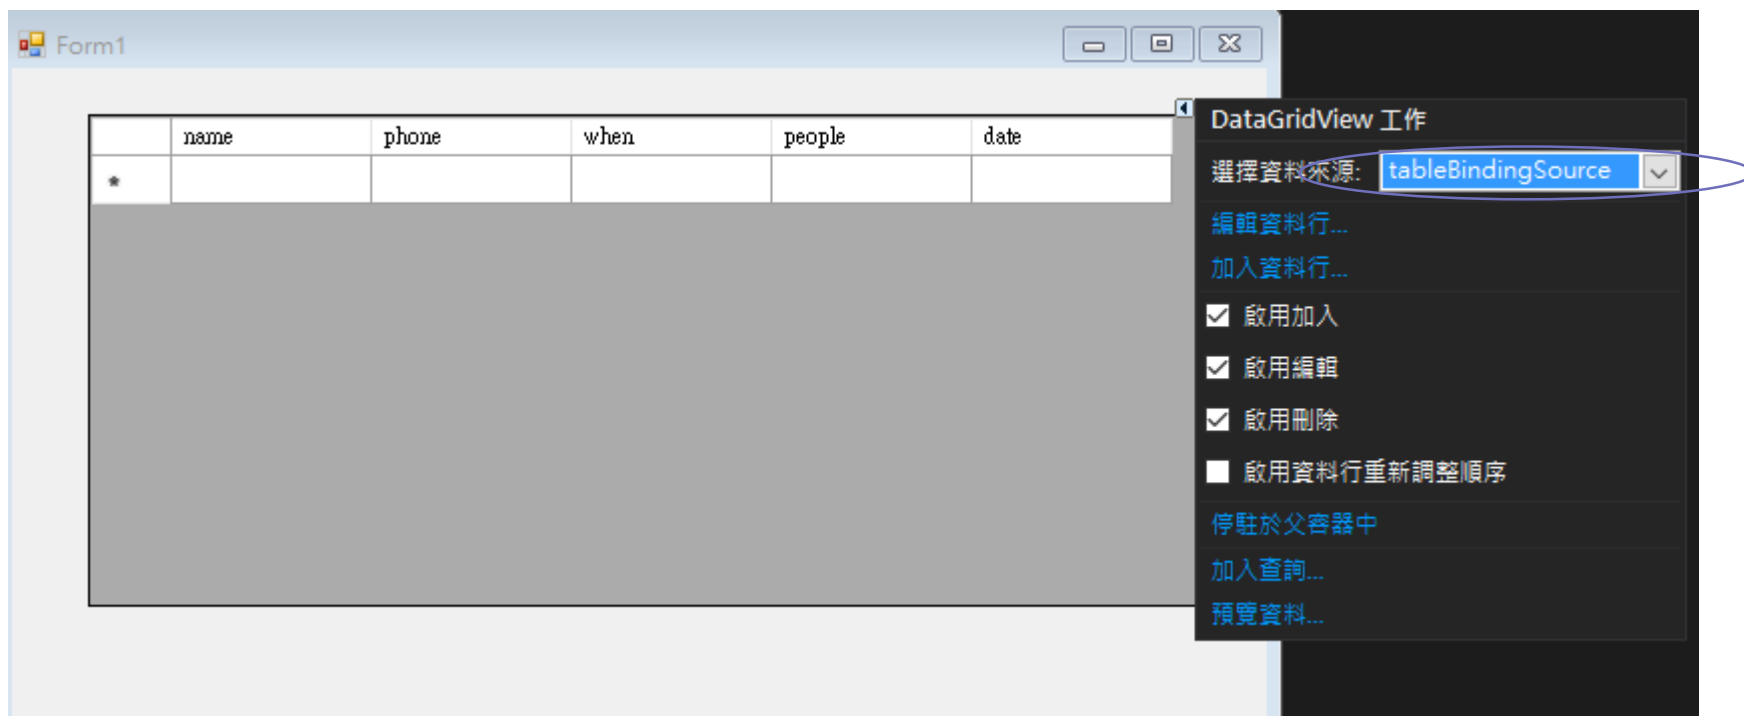 Form1
name phone when people date
DataGridView 工作
選擇資料來源: tableBindingSource
編輯資料行...
加入資料行...
啟用加入
啟用編輯
啟用刪除
啟用資料行重新調整順序
停駐於父容器中
加入查詢...
預覽資料...